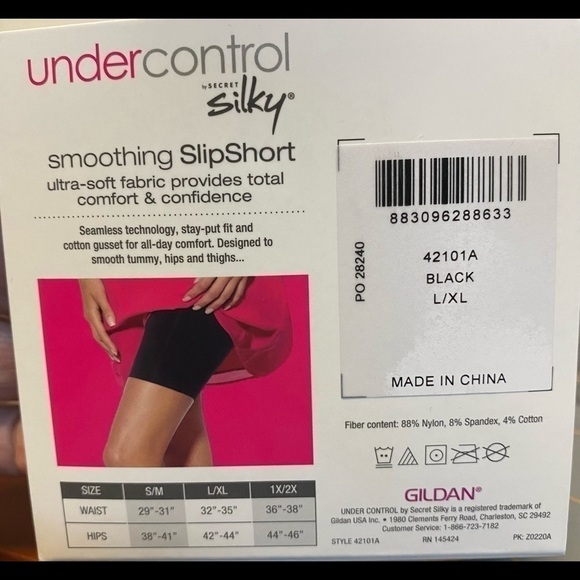 undercontrol
by SECRET
silky®
smoothing SlipShort
ultra-soft fabric provides total
comfort & confidence
Seamless technology, stay-put fit and
cotton gusset for all-day comfort. Designed to
smooth tummy, hips and thighs...
SIZE S/M L/XL 1X/2X
WAIST 29"-31" 32"-35" 36"-38"
HIPS 38"-41" 42"-44" 44"-46"
883096288633
PO 28240
42101A
BLACK
L/XL
MADE IN CHINA
Fiber content: 88% Nylon, 8% Spandex, 4% Cotton
GILDAN®
UNDER CONTROL by Secret Silky is a registered trademark of
Gildan USA Inc. • 1980 Clements Ferry Road, Charleston, SC 29492
Customer Service: 1-866-723-7182
STYLE 42101A RN 145424 PK: Z0220A